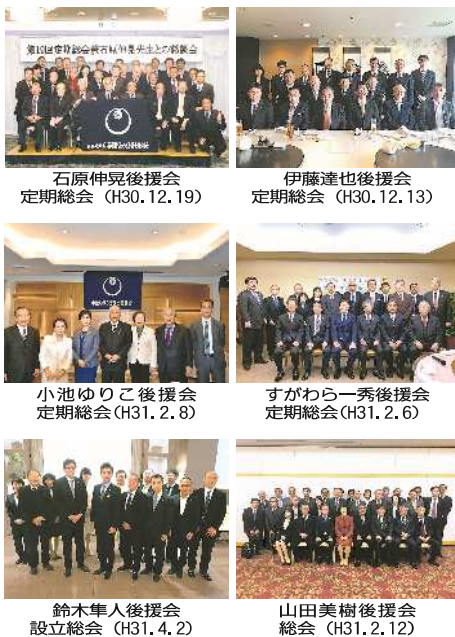 石原伸晃後援会
定期総会（H30.12.19）
伊藤達也後援会
定期総会（H30.12.13）
小池ゆりこ後援会
定期総会(H31.2.8)
すがわら一秀後援会
定期総会(H31.2.6)
鈴木隼人後援会
設立総会（H31.4.2）
山田美樹後援会
総会（H31.2.12）